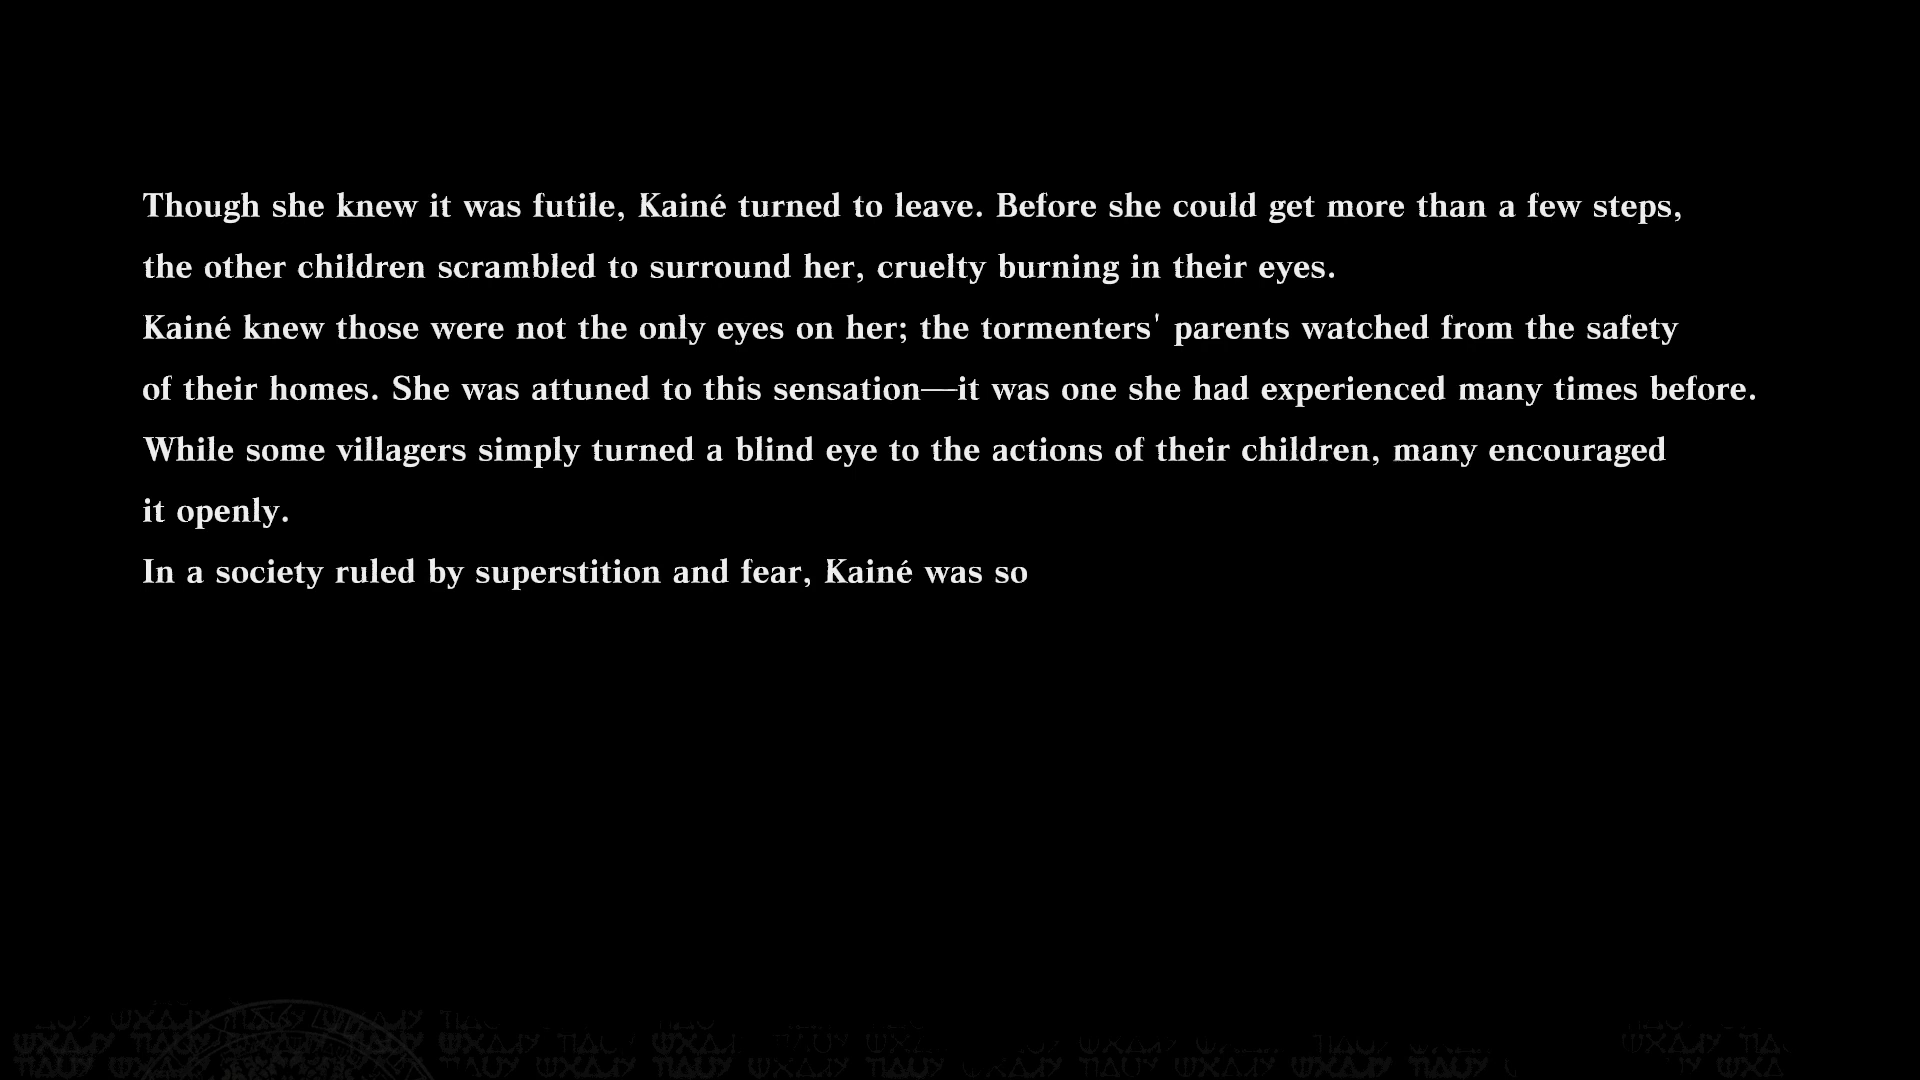 Though she knew it was futile, Kainé turned to leave. Before she could get more than a few steps,
the other children scrambled to surround her, cruelty burning in their eyes.
Kainé knew those were not the only eyes on her; the tormenters' parents watched from the safety
of their homes. She was attuned to this sensation—it was one she had experienced many times before.
While some villagers simply turned a blind eye to the actions of their children, many encouraged
it openly.
In a society ruled by superstition and fear, Kainé was so